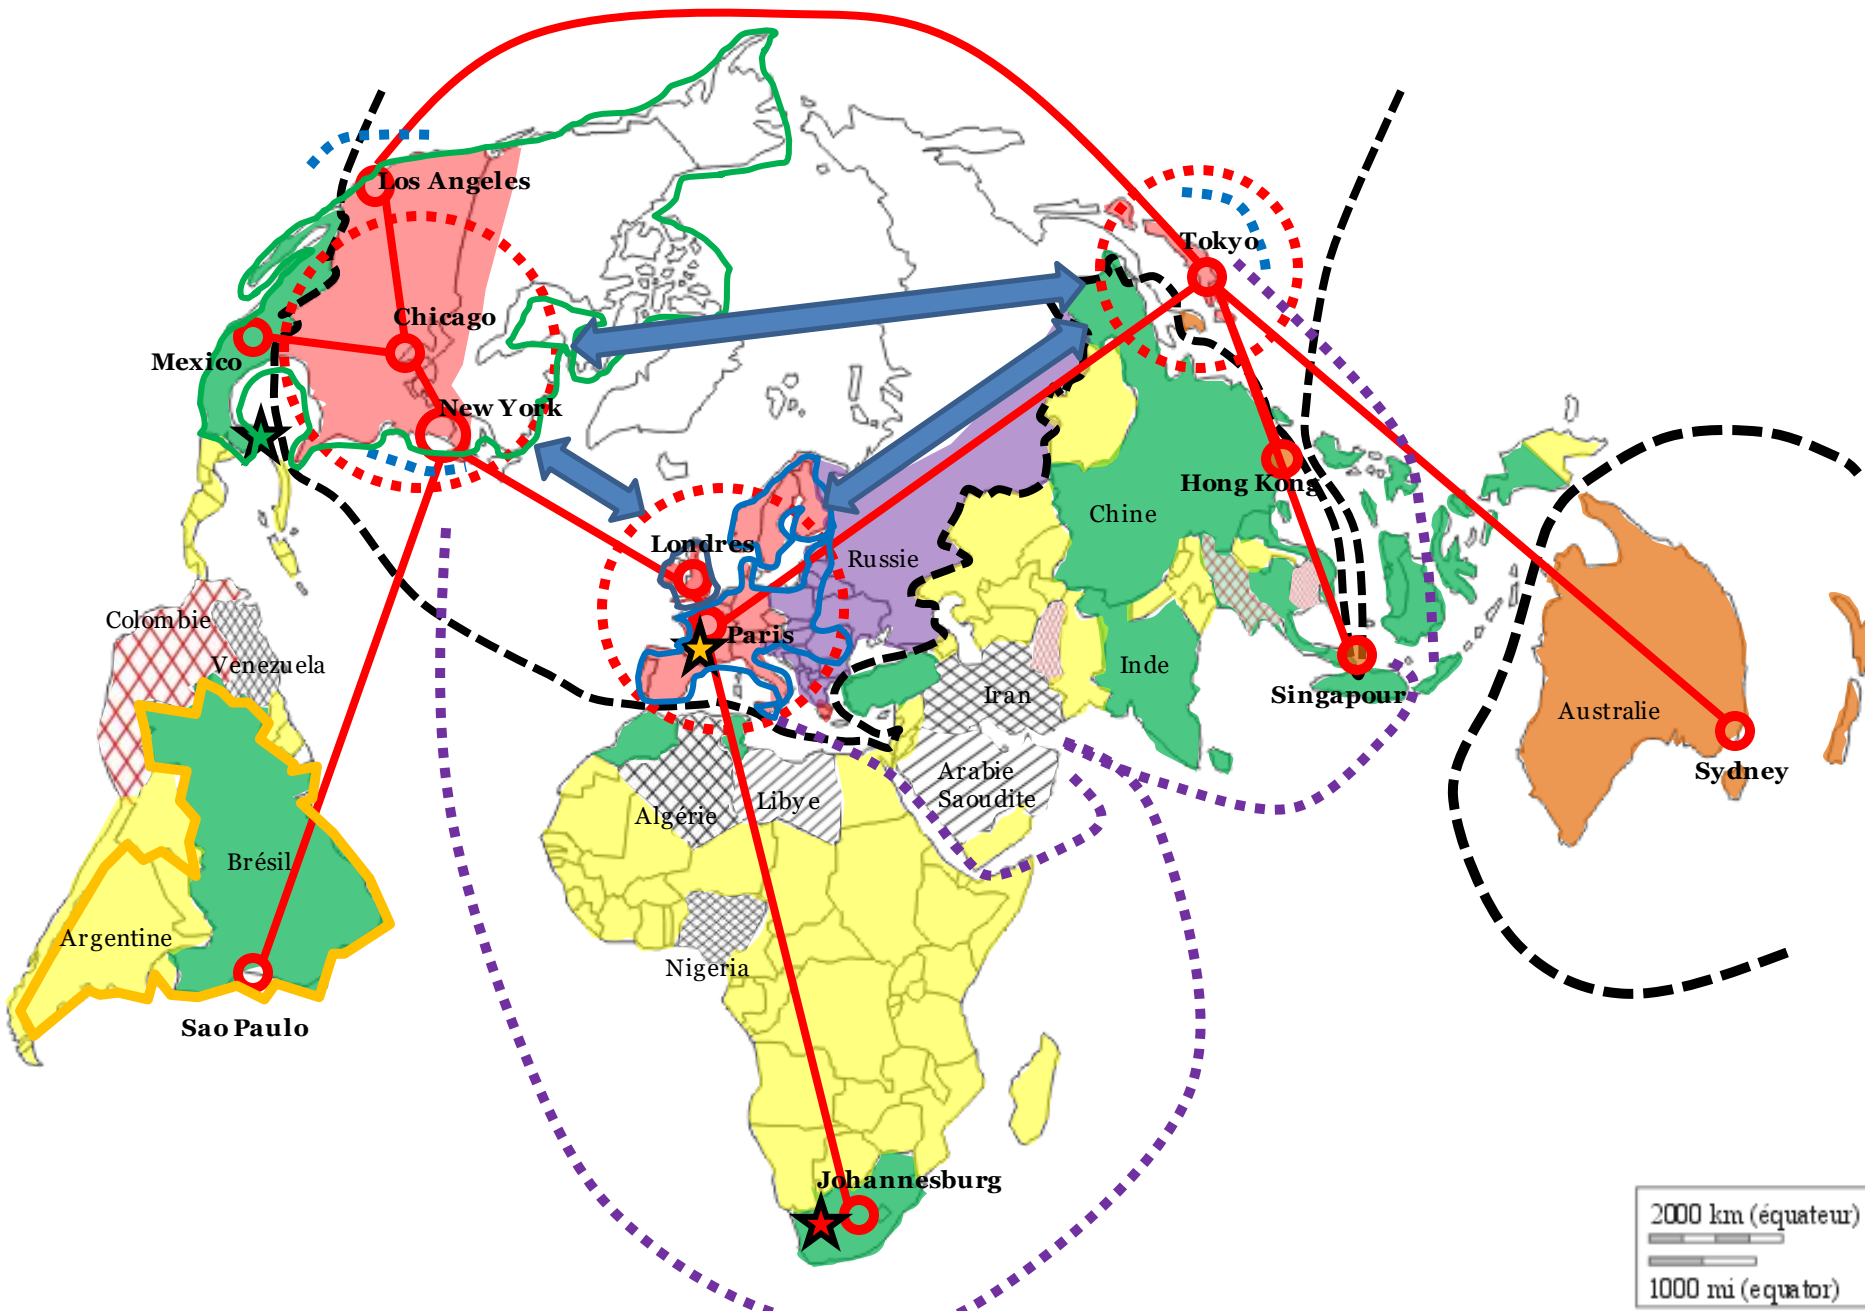 Los Angeles
Tokyo
Chicago
Mexico
New York
Hong Kong
Chine
Londres
Russie
Colombie
Paris
Venezuela
Inde
Iran
Singapour
Australie
Arabie
Saoudite
Sydney
Algérie
Libye
Brésil
Argentine
Nigeria
Sao Paulo
Johannesburg
2000 km (équateur)
1000 mi (equator)